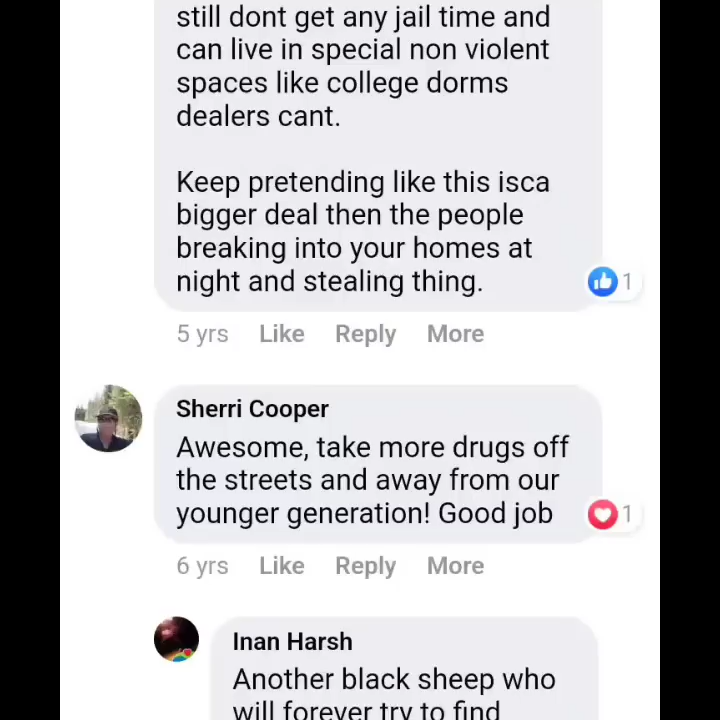 still dont get any jail time and
can live in special non violent
spaces like college dorms
dealers cant.
Keep pretending like this isca
bigger deal then the people
breaking into your homes at
night and stealing thing.
1
5 yrs Like Reply More
Sherri Cooper
Awesome, take more drugs off
the streets and away from our
younger generation! Good job
1
6 yrs Like Reply More
Inan Harsh
Another black sheep who
will forever try to find